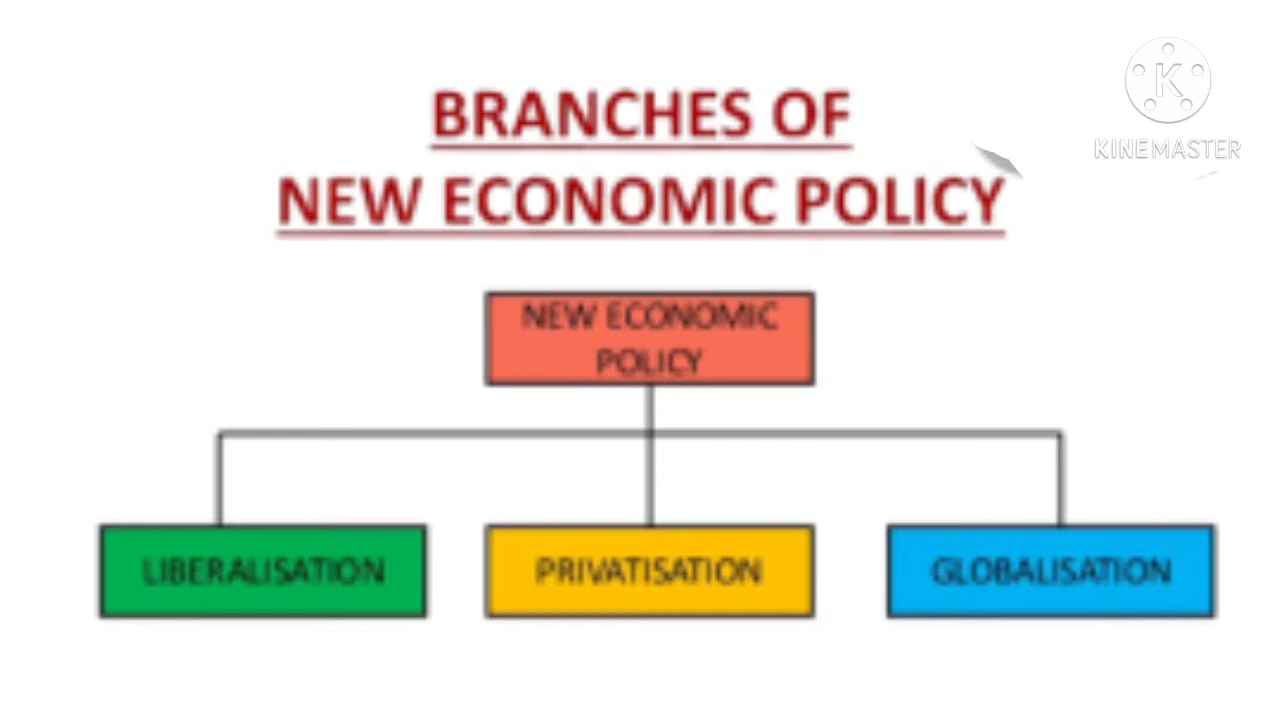 BRANCHES OF
NEW ECONOMIC POLICY
K
KINEMASTER
NEW ECONOMIC
POLICY
LIBERALISATION
PRIVATISATION
GLOBALISATION